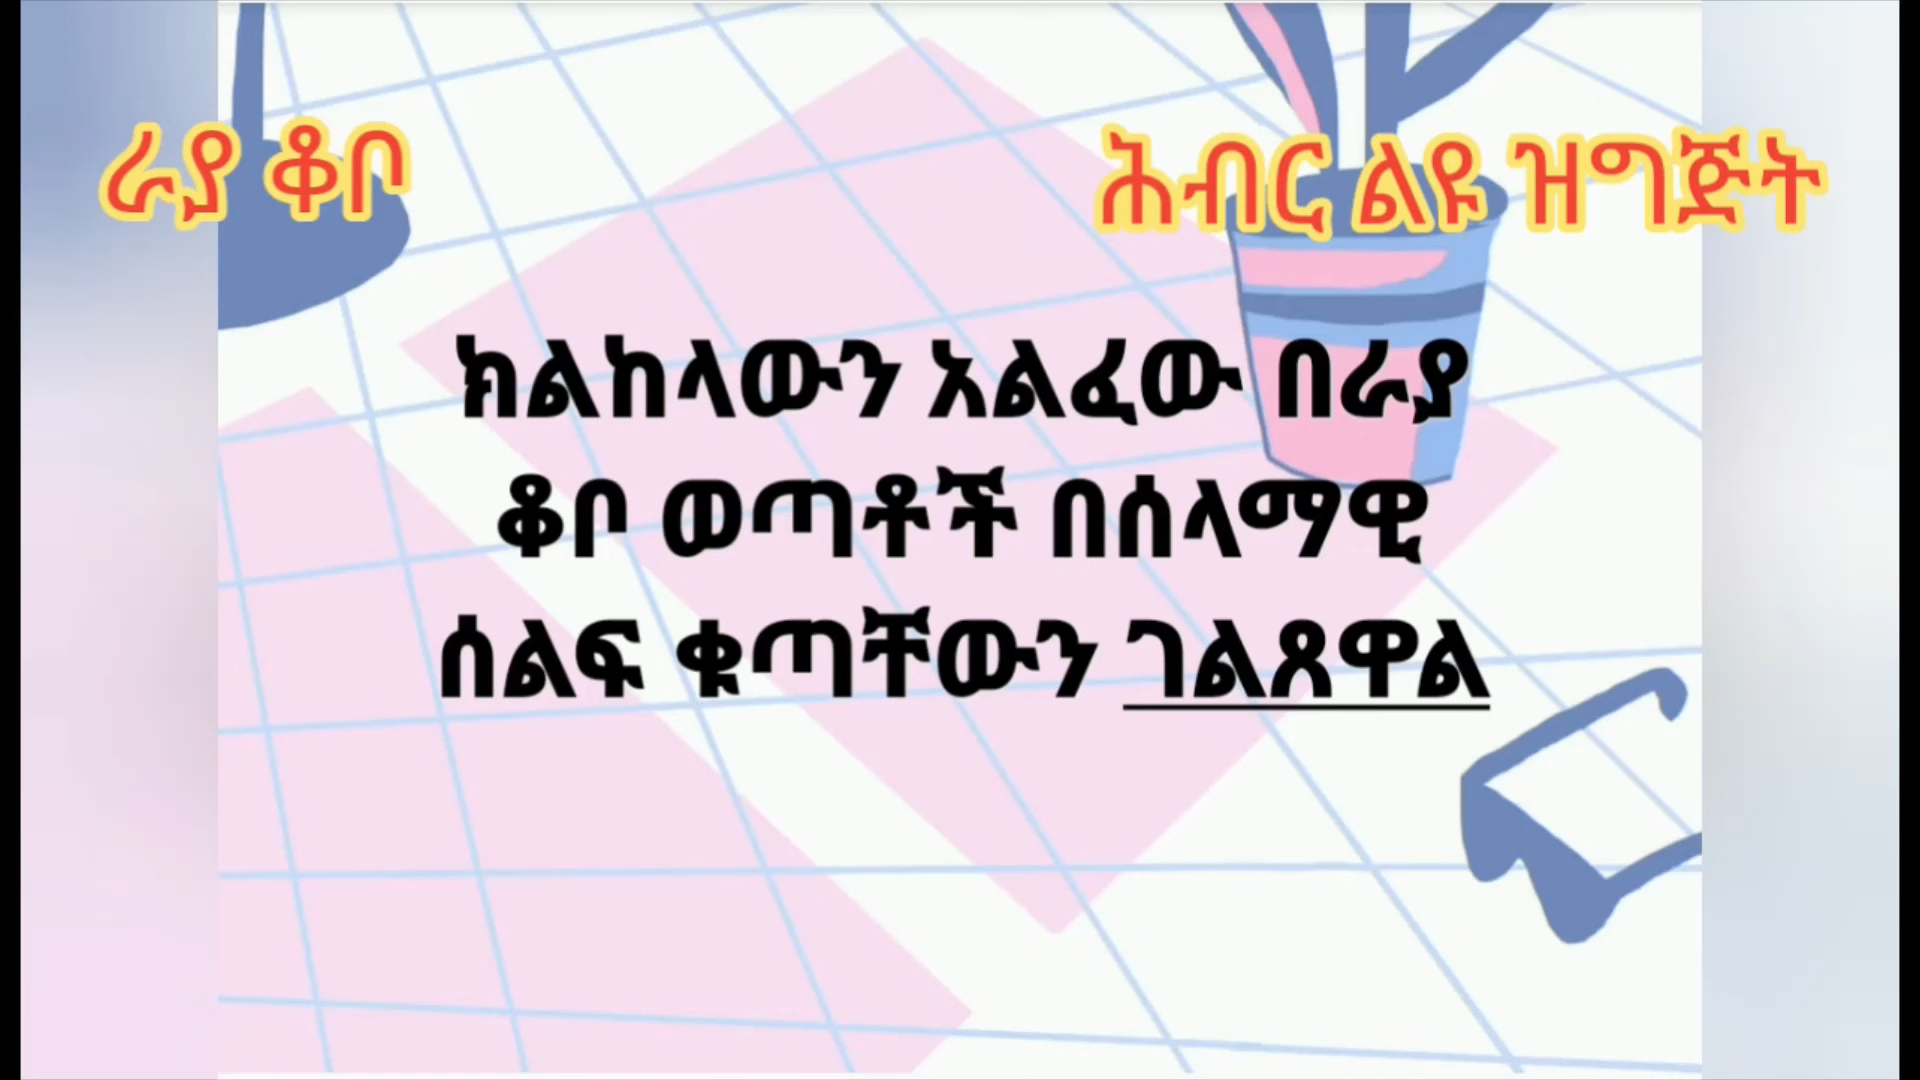 ራያ ቆቦ
ሕብር ልዩ ዝግጅት
ክልከላውን አልፈው በራያ
ቆቦ ወጣቶች በሰላማዊ
ሰልፍ ቁጣቸውን ገልጸዋል